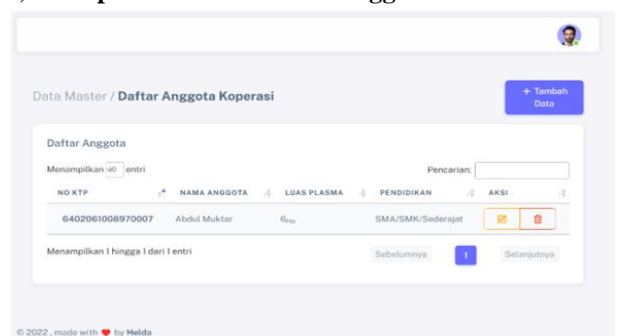 Data Master / Daftar Anggota Koperasi
+ Tambah
Data
Daftar Anggota
Menampilkan entri
Pencarian:
NO KTP NAMA ANGGOTA LUAS PLASMA PENDIDIKAN AKSI
6402061008970007 Abdul Muktar 6 SMA/SMK/Sederajat
Menampilkan 1 hingga 1 dari 1 entri
Sebelumnya 1 Selanjutnya
© 2022, made with ❤ by Helda